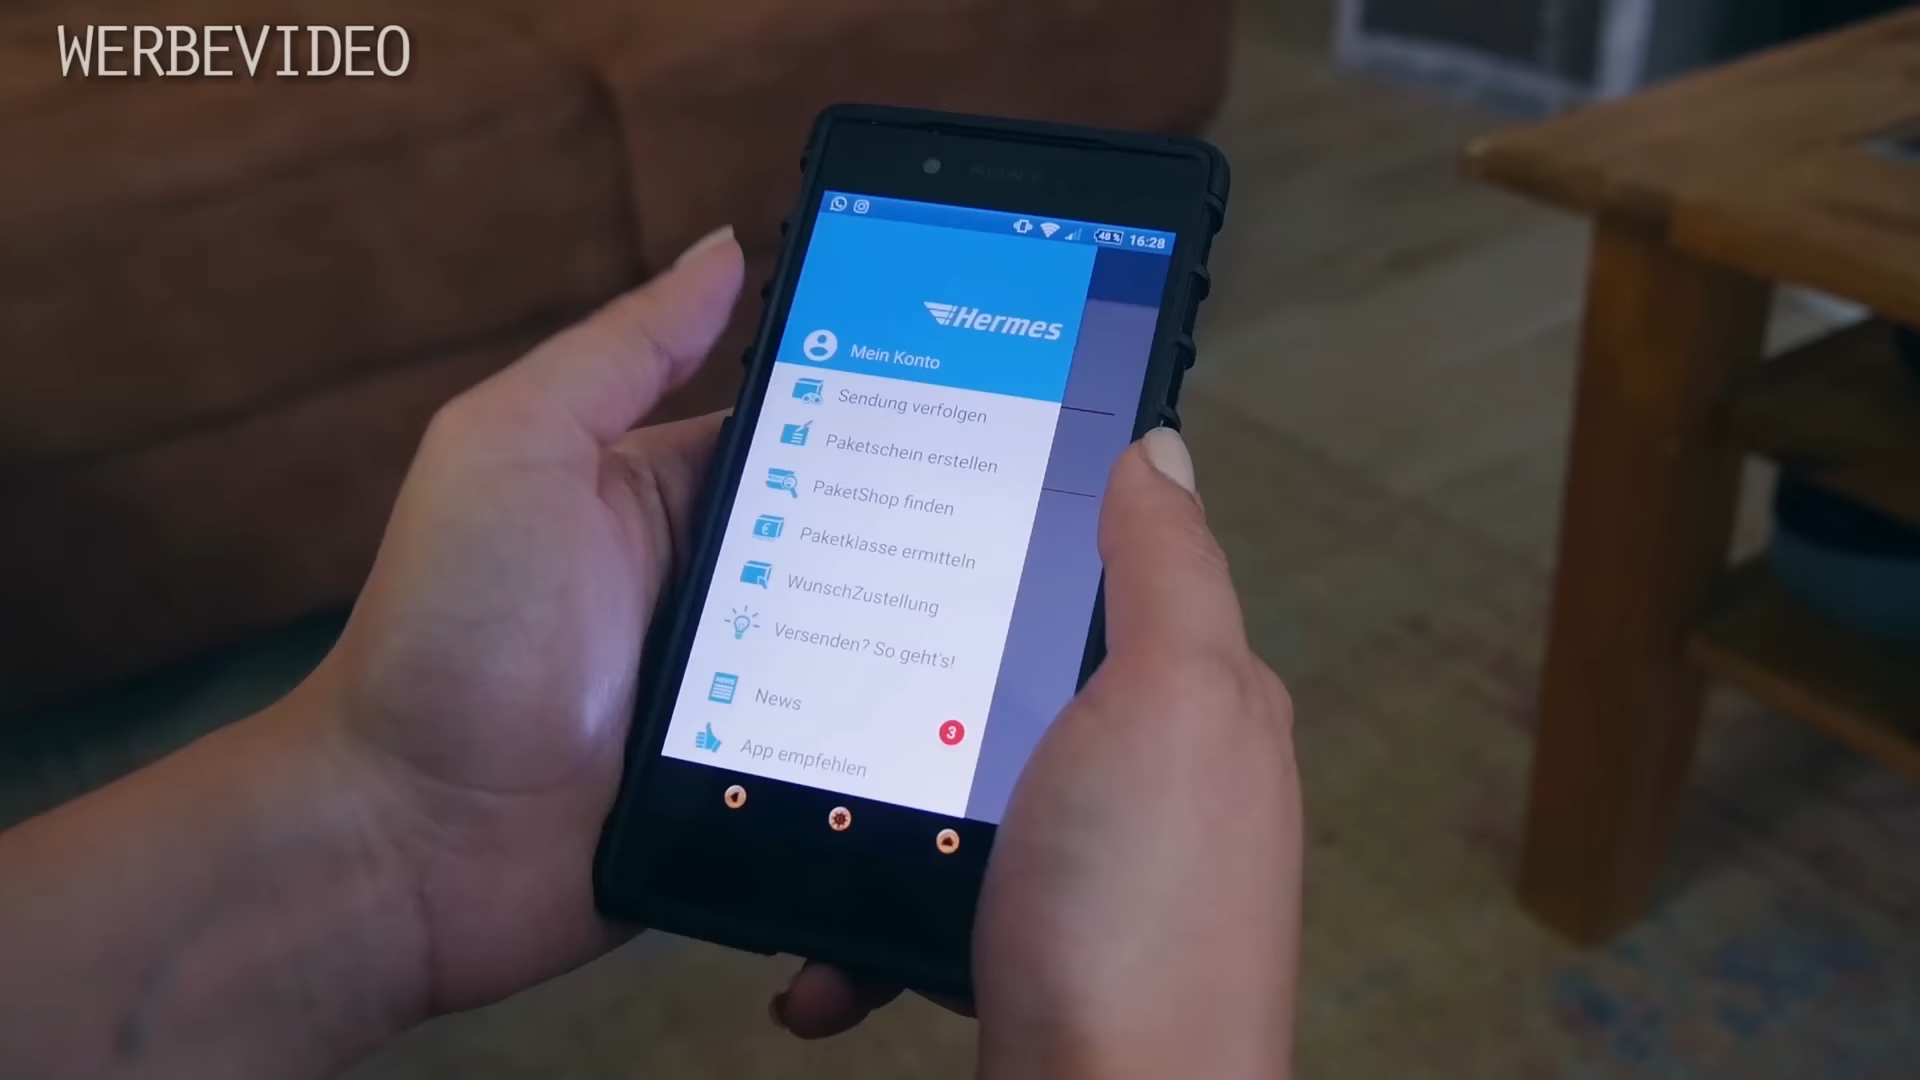 WERBEVIDEO
48%
16:28
Hermes
Mein Konto
Sendung verfolgen
Paketschein erstellen
PaketShop finden
€
Paketklasse ermitteln
WunschZustellung
Versenden? So geht's!
NEWS
News
3
App empfehlen